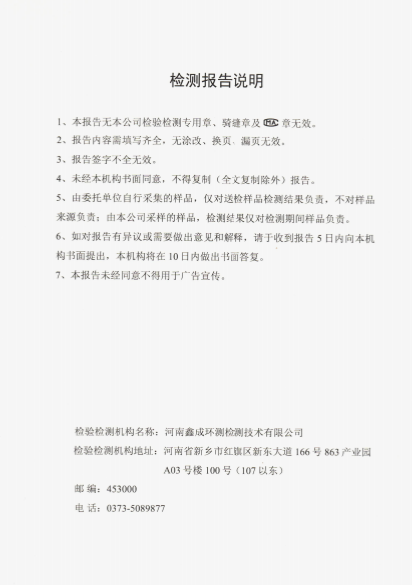 检测报告说明
1、本报告无本公司检验检测专用章、骑缝章及 MA 章无效。
2、报告内容需填写齐全，无涂改、换页、漏页无效。
3、报告签字不全无效。
4、未经本机构书面同意，不得复制（全文复制除外）报告。
5、由委托单位自行采集的样品，仅对送检样品检测结果负责，不对样品
来源负责；由本公司采样的样品，检测结果仅对检测期间样品负责。
6、如对报告有异议或需要做出意见和解释，请于收到报告 5 日内向本机
构书面提出，本机构将在 10 日内做出书面答复。
7、本报告未经同意不得用于广告宣传。
检验检测机构名称：河南鑫成环测检测技术有限公司
检验检测机构地址：河南省新乡市红旗区新东大道 166 号 863 产业园
A03 号楼 100 号（107 以东）
邮 编：453000
电 话：0373-5089877